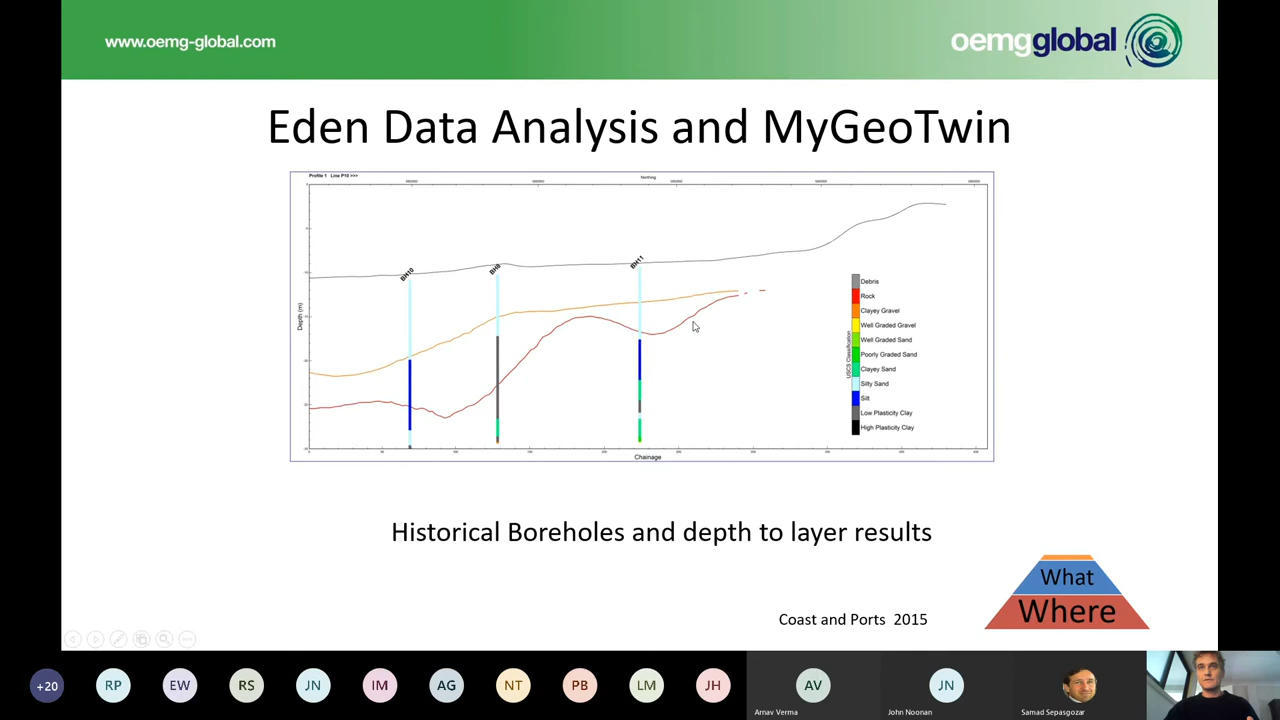 www.oemg-global.com
oemgglobal
Eden Data Analysis and MyGeoTwin
Profile 1 Line P10 >>>
Northing
BH10
BH8
BH11
Depth (m)
USCS Classification
Debris
Rock
Clayey Gravel
Well Graded Gravel
Well Graded Sand
Poorly Graded Sand
Clayey Sand
Silty Sand
Silt
Low Plasticity Clay
High Plasticity Clay
Chainage
Historical Boreholes and depth to layer results
What
Where
Coast and Ports 2015
+20
RP
EW
RS
JN
IM
AG
NT
PB
LM
JH
AV
JN
Arnav Verma
John Noonan
Samad Sepasgozar